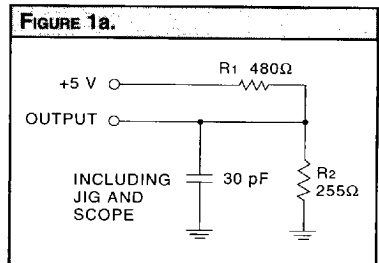 FIGURE 1a.
R1 480Ω
+5 V
OUTPUT
INCLUDING
JIG AND
SCOPE
30 pF
R2
255Ω